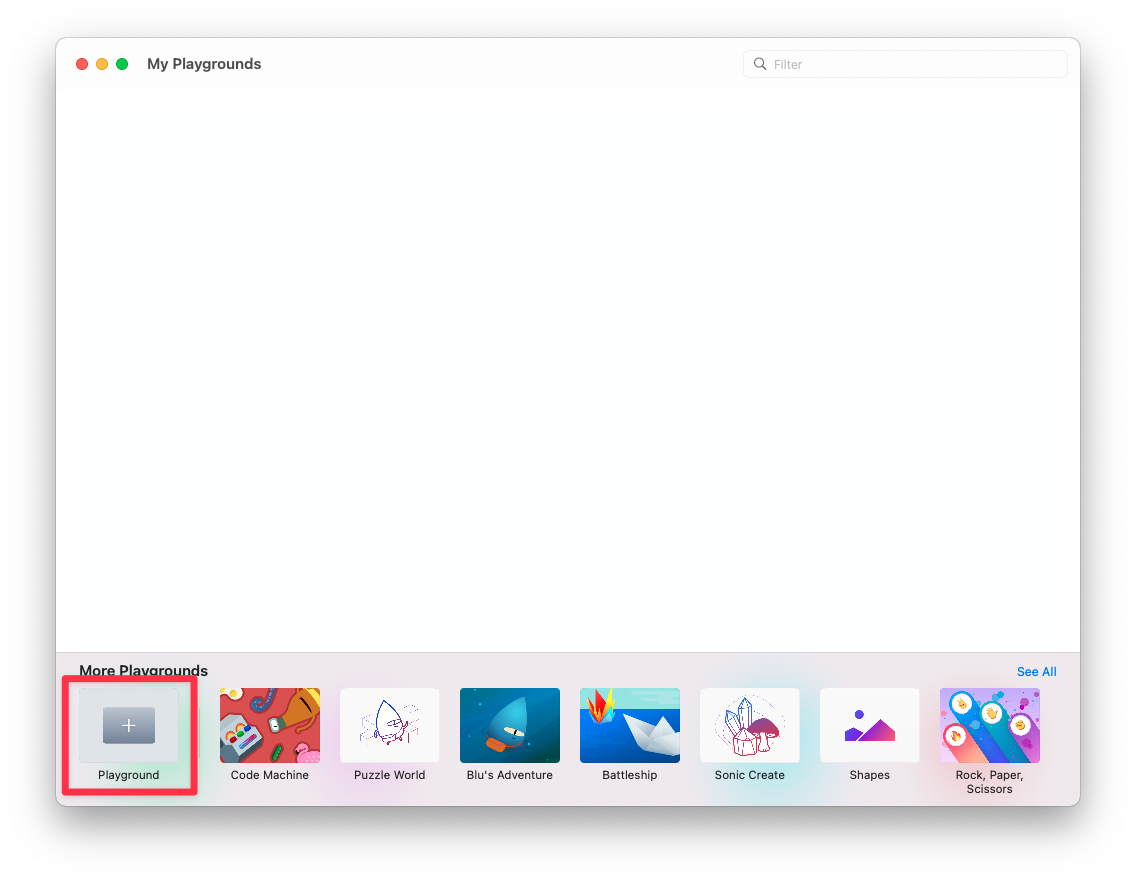 My Playgrounds
Filter
More Playgrounds
See All
Playground
Code Machine
Puzzle World
Blu's Adventure
Battleship
Sonic Create
Shapes
Rock, Paper,
Scissors